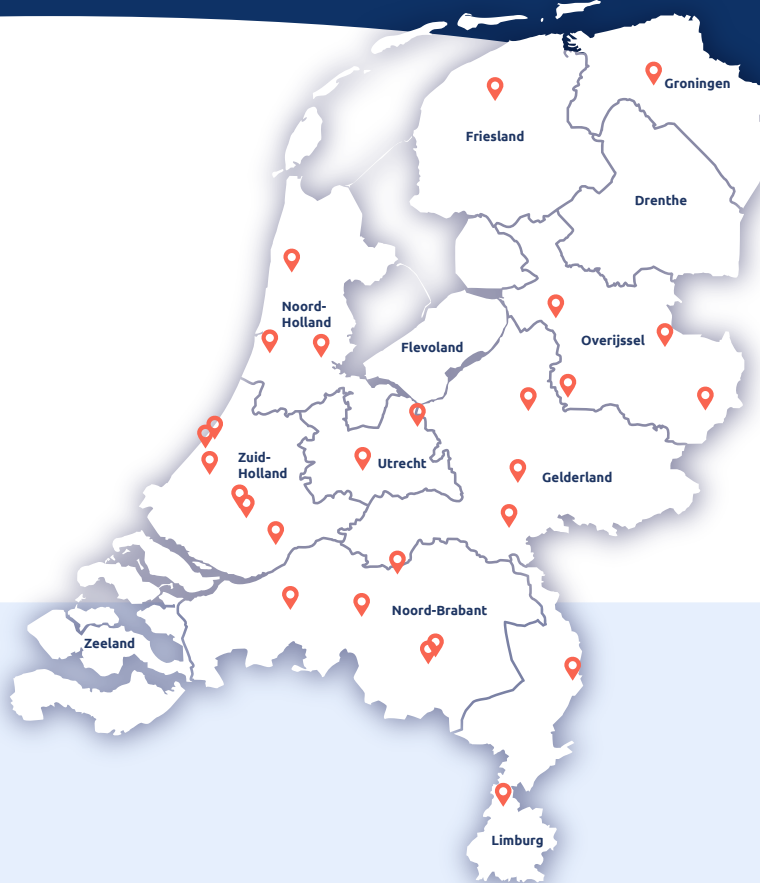 Groningen
Friesland
Drenthe
Noord-
Holland
Overijssel
Flevoland
Zuid-
Holland
Utrecht
Gelderland
Noord-Brabant
Zeeland
Limburg